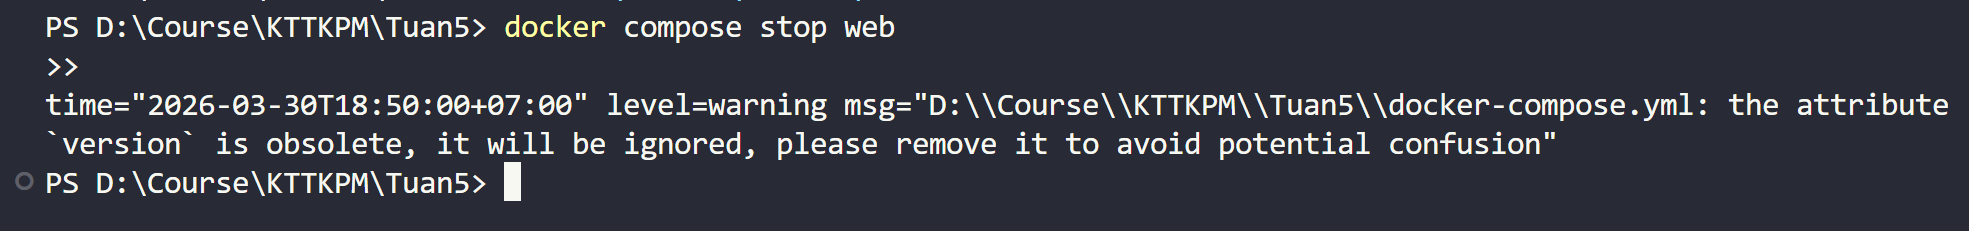 PS D:\Course\KTTKPM\Tuan5> docker compose stop web
>>
time="2026-03-30T18:50:00+07:00" level=warning msg="D:\\Course\\KTTKPM\\Tuan5\\docker-compose.yml: the attribute
`version` is obsolete, it will be ignored, please remove it to avoid potential confusion"
PS D:\Course\KTTKPM\Tuan5>